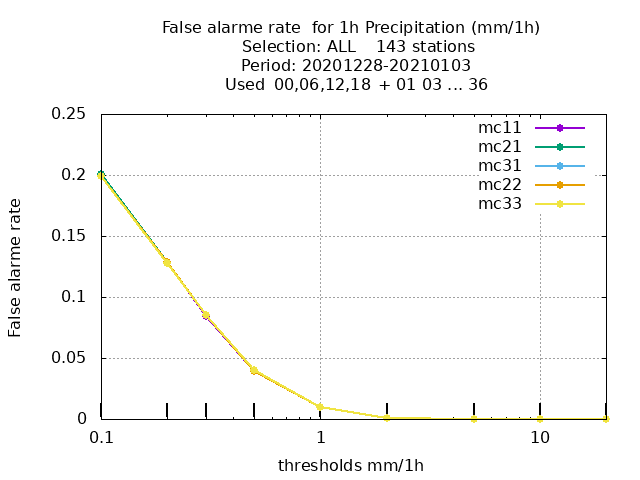 False alarme rate  for 1h Precipitation (mm/1h)
Selection: ALL    143 stations
Period: 20201228-20210103
Used  00,06,12,18  + 01 03 ... 36
0.25
0.2
0.15
0.1
0.05
0
False alarme rate
mc11
mc21
mc31
mc22
mc33
0.1 1 10
thresholds mm/1h